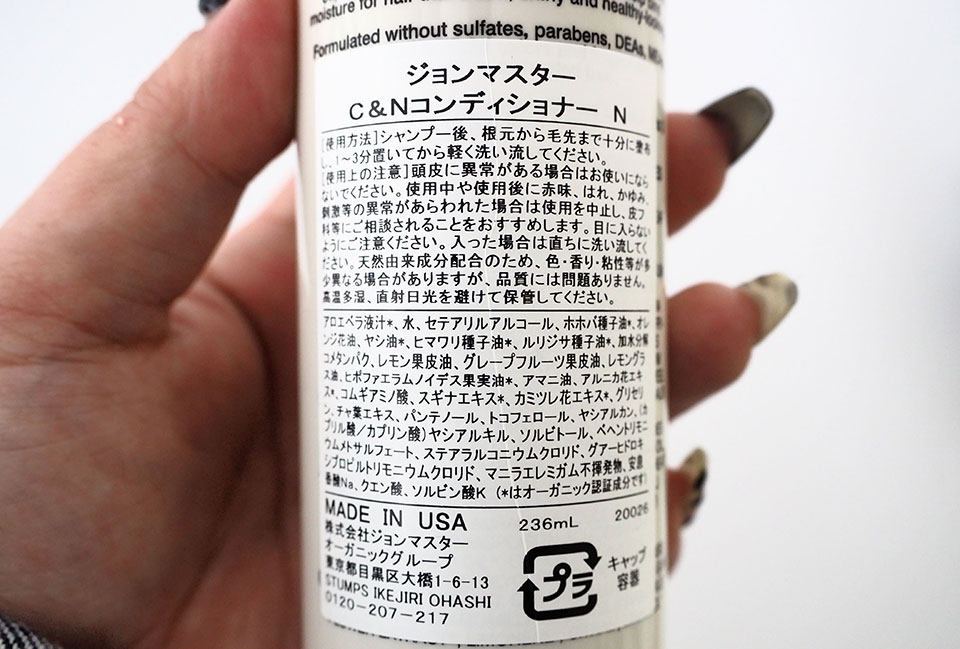 moisture for hair
and healthy-look
Formulated without sulfates, parabens, DEAs, MEA
ジョンマスター
C&Nコンディショナー N
[使用方法]シャンプー後、根元から毛先まで十分に塗布
し、1~3分置いてから軽く洗い流してください。
[使用上の注意]頭皮に異常がある場合はお使いになら
ないでください。使用中や使用後に赤味、はれ、かゆみ、
刺激等の異常があらわれた場合は使用を中止し、皮フ
科等にご相談されることをおすすめします。目に入らない
ようにご注意ください。入った場合は直ちに洗い流してく
ださい。天然由来成分配合のため、色・香り・粘性等が多
少異なる場合がありますが、品質には問題ありません。
高温多湿、直射日光を避けて保管してください。
アロエベラ液汁*、水、セテアリルアルコール、ホホバ種子油*、オレ
ンジ花油、ヤシ油*、ヒマワリ種子油*、ルリジサ種子油*、加水分解
コメタンパク、レモン果皮油、グレープフルーツ果皮油、レモングラ
ス油、ヒポファエラムノイデス果実油*、アマニ油、アルニカ花エキ
ス*、コムギアミノ酸、スギナエキス*、カミツレ花エキス*、グリセリ
ン、チャ葉エキス、パンテノール、トコフェロール、ヤシアルカン、(カ
プリル酸/カプリン酸)ヤシアルキル、ソルビトール、ベヘントリモニ
ウムメトサルフェート、ステアラルコニウムクロリド、グアーヒドロキ
シプロピルトリモニウムクロリド、マニラエレミガム不揮発物、安息
香酸Na、クエン酸、ソルビン酸K (*はオーガニック認証成分です)
MADE IN USA 236mL 20026
株式会社ジョンマスター
オーガニックグループ
東京都目黒区大橋1-6-13
STUMPS IKEJIRI OHASHI
0120-207-217
プラ
キャップ
容器